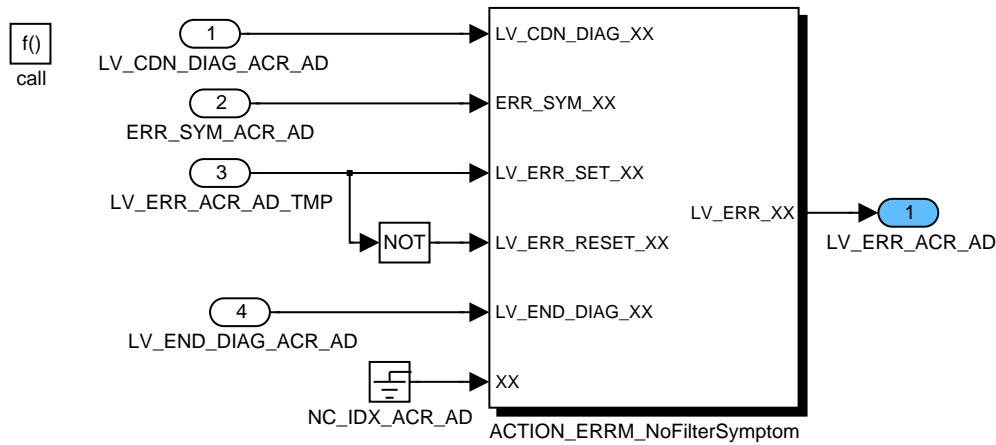 f()
call
1
LV_CDN_DIAG_ACR_AD
2
ERR_SYM_ACR_AD
3
LV_ERR_ACR_AD_TMP
NOT
4
LV_END_DIAG_ACR_AD
NC_IDX_ACR_AD
LV_CDN_DIAG_XX
ERR_SYM_XX
LV_ERR_SET_XX
LV_ERR_RESET_XX
LV_END_DIAG_XX
XX
LV_ERR_XX
ACTION_ERRM_NoFilterSymptom
1
LV_ERR_ACR_AD